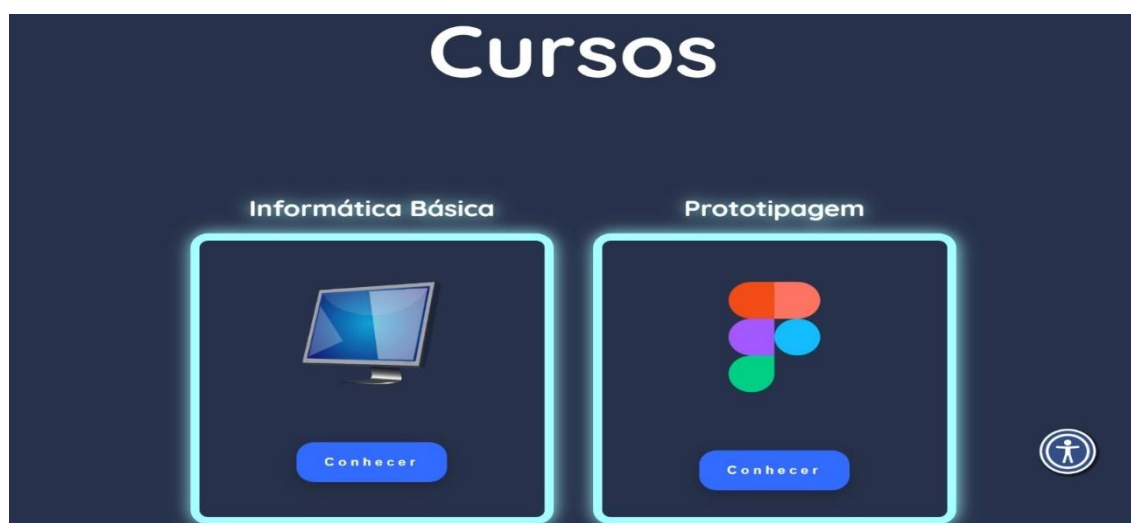 Cursos
Informática Básica
Prototipagem
Conhecer
Conhecer